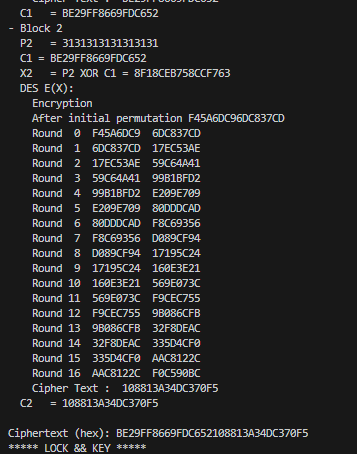 Cipher Text :  BE29FF8669FDC652
C1   = BE29FF8669FDC652
- Block 2
P2   = 3131313131313131
C1 = BE29FF8669FDC652
X2   = P2 XOR C1 = 8F18CEB758CCF763
DES E(X):
Encryption
After initial permutation F45A6DC96DC837CD
Round  0  F45A6DC9  6DC837CD
Round  1  6DC837CD  17EC53AE
Round  2  17EC53AE  59C64A41
Round  3  59C64A41  99B1BFD2
Round  4  99B1BFD2  E209E709
Round  5  E209E709  80DDDCAD
Round  6  80DDDCAD  F8C69356
Round  7  F8C69356  D089CF94
Round  8  D089CF94  17195C24
Round  9  17195C24  160E3E21
Round 10  160E3E21  569E073C
Round 11  569E073C  F9CEC755
Round 12  F9CEC755  9B086CFB
Round 13  9B086CFB  32F8DEAC
Round 14  32F8DEAC  335D4CF0
Round 15  335D4CF0  AAC8122C
Round 16  AAC8122C  F0C590BC
Cipher Text :  108813A34DC370F5
C2   = 108813A34DC370F5
Ciphertext (hex): BE29FF8669FDC652108813A34DC370F5
***** LOCK && KEY *****